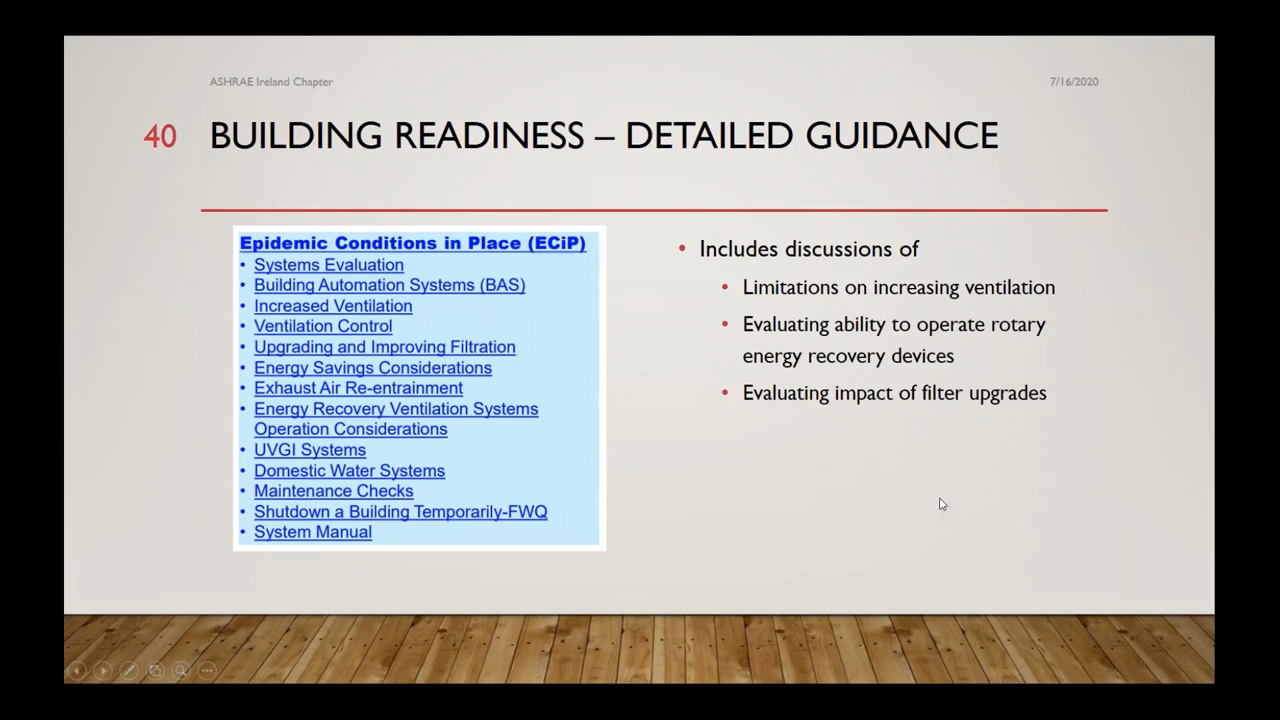 ASHRAE Ireland Chapter
7/16/2020
40
BUILDING READINESS – DETAILED GUIDANCE
Epidemic Conditions in Place (ECiP)
• Systems Evaluation
• Building Automation Systems (BAS)
• Increased Ventilation
• Ventilation Control
• Upgrading and Improving Filtration
• Energy Savings Considerations
• Exhaust Air Re-entrainment
• Energy Recovery Ventilation Systems
Operation Considerations
• UVGI Systems
• Domestic Water Systems
• Maintenance Checks
• Shutdown a Building Temporarily-FWQ
• System Manual
• Includes discussions of
• Limitations on increasing ventilation
• Evaluating ability to operate rotary
energy recovery devices
• Evaluating impact of filter upgrades